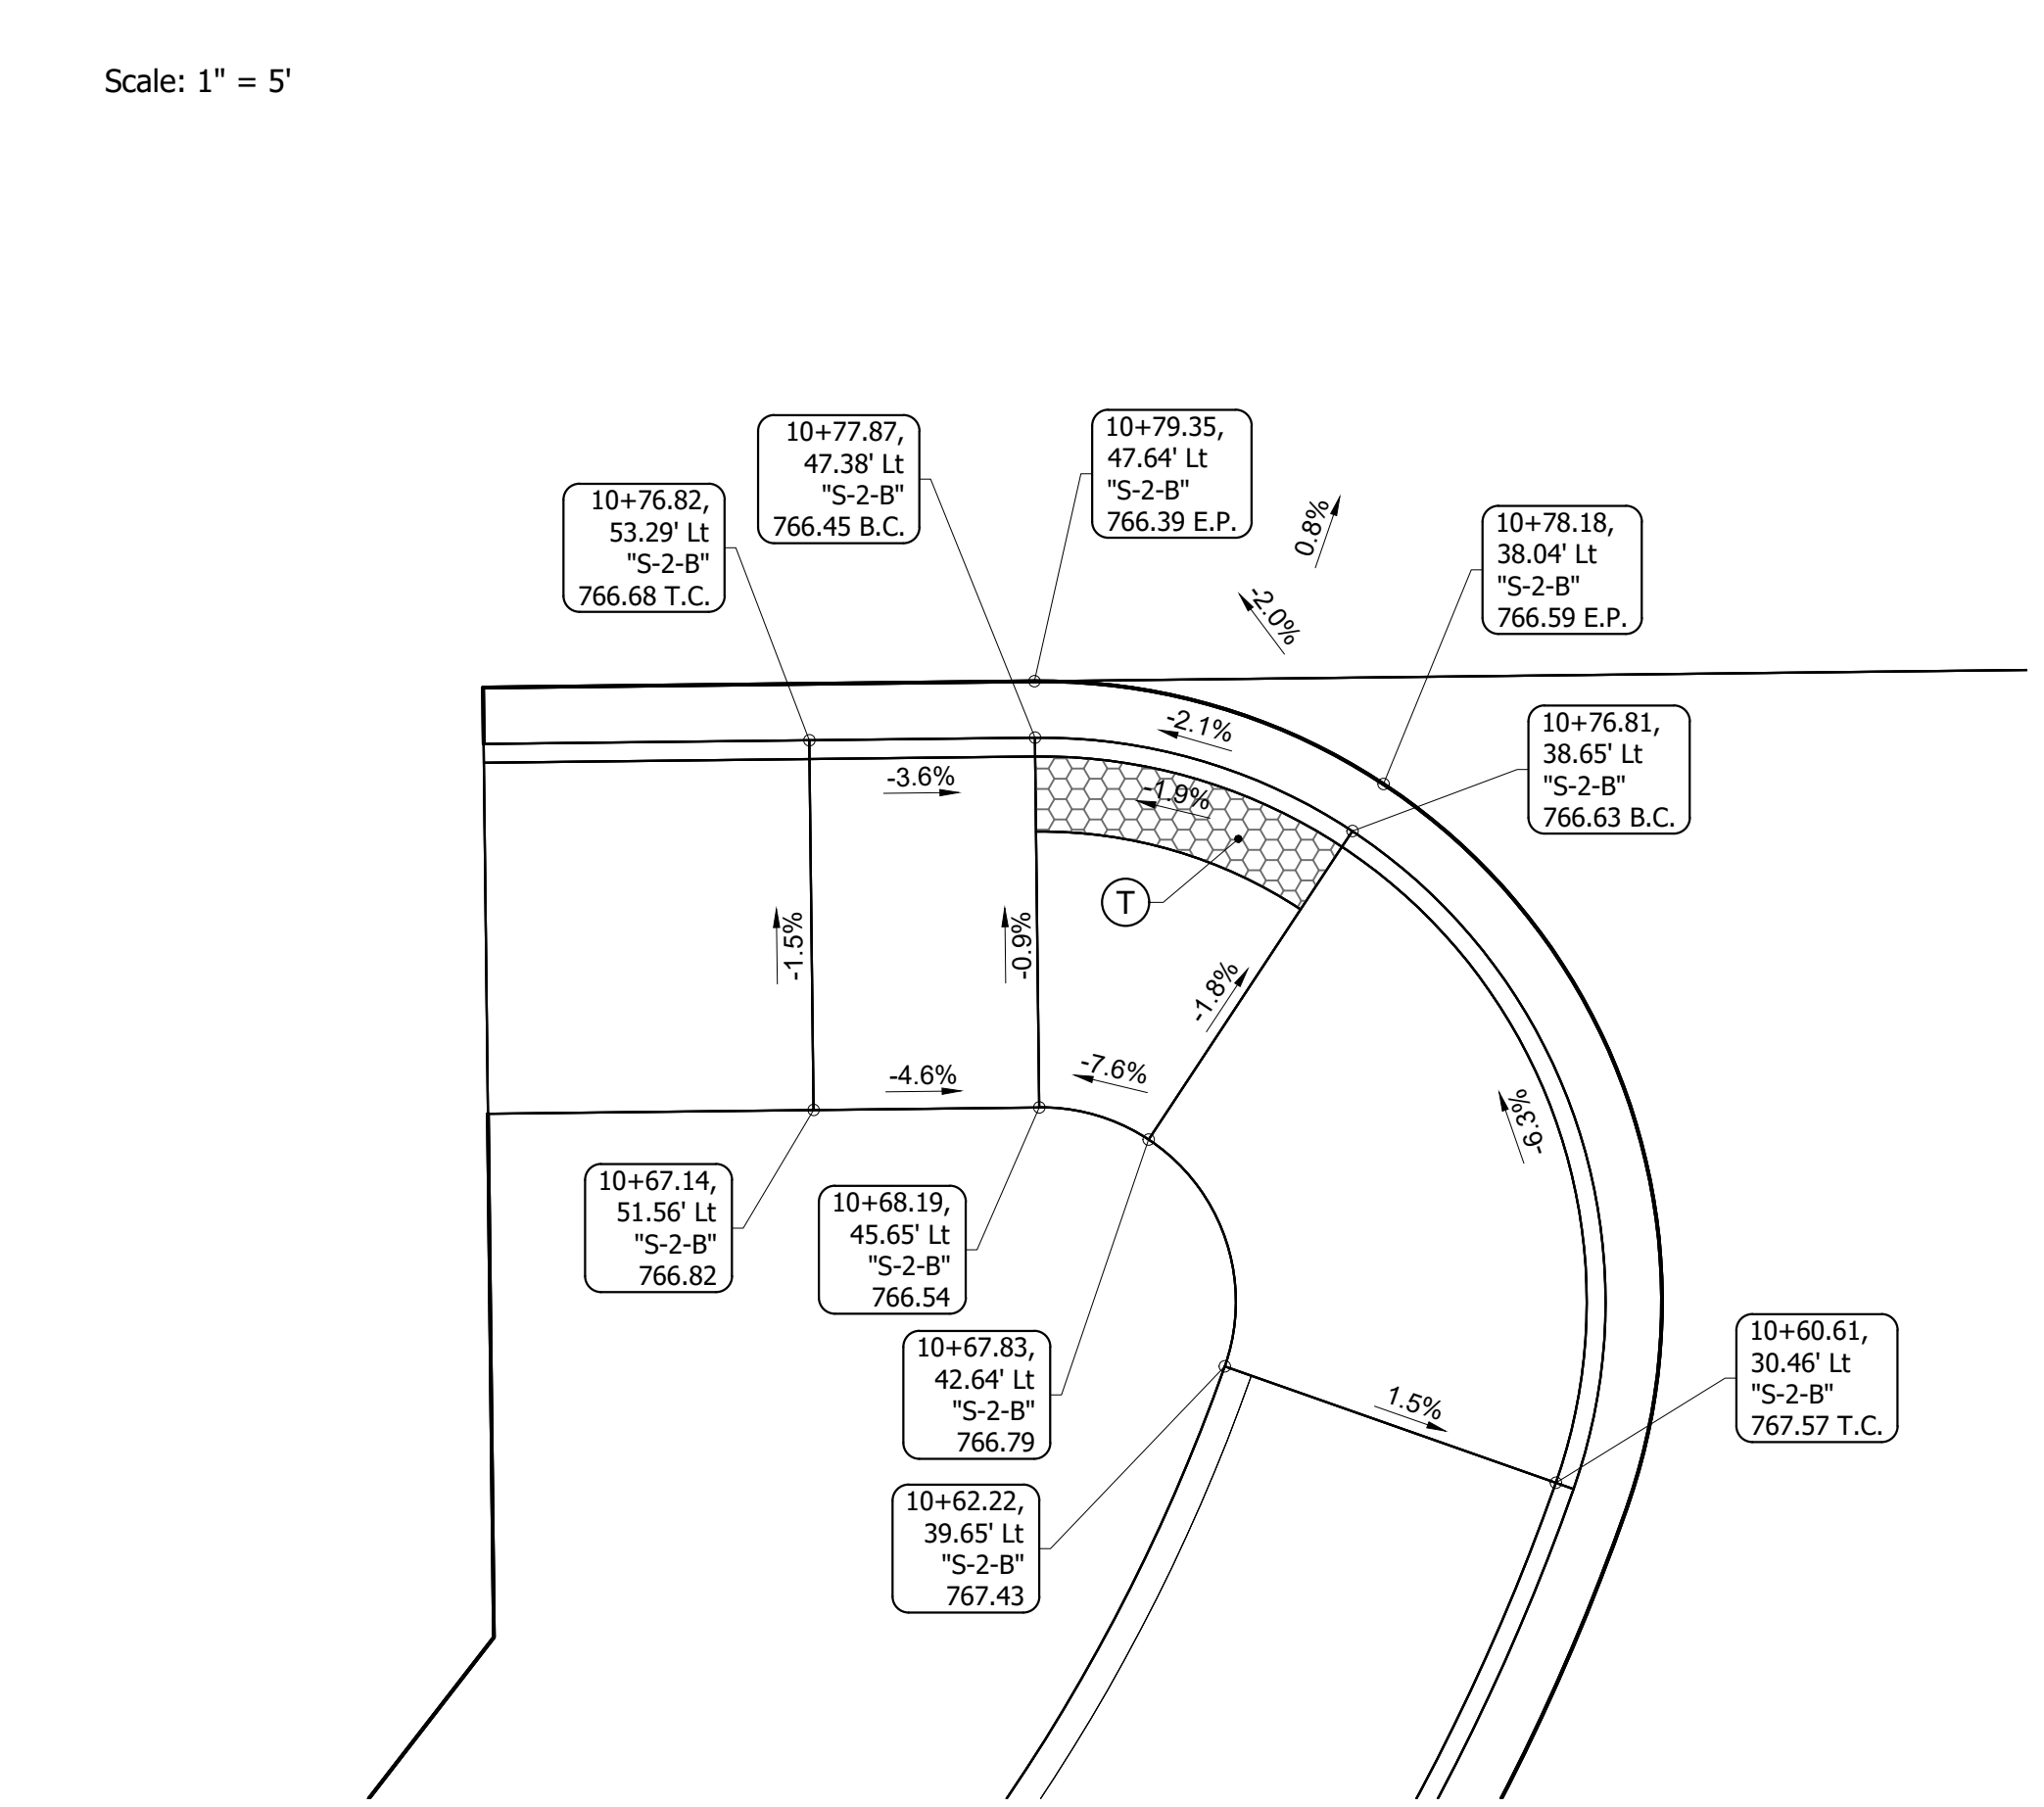 Scale: 1" = 5'
10+77.87,
47.38' Lt
"S-2-B"
766.45 B.C.
10+79.35,
47.64' Lt
"S-2-B"
766.39 E.P.
10+76.82,
53.29' Lt
"S-2-B"
766.68 T.C.
0.8%
10+78.18,
38.04' Lt
"S-2-B"
766.59 E.P.
-2.0%
-2.1%
10+76.81,
38.65' Lt
"S-2-B"
766.63 B.C.
-3.6%
-1.9%
T
-1.5%
-0.9%
-1.8%
-4.6%
-7.6%
-6.3%
10+67.14,
51.56' Lt
"S-2-B"
766.82
10+68.19,
45.65' Lt
"S-2-B"
766.54
10+67.83,
42.64' Lt
"S-2-B"
766.79
10+60.61,
30.46' Lt
"S-2-B"
767.57 T.C.
1.5%
10+62.22,
39.65' Lt
"S-2-B"
767.43